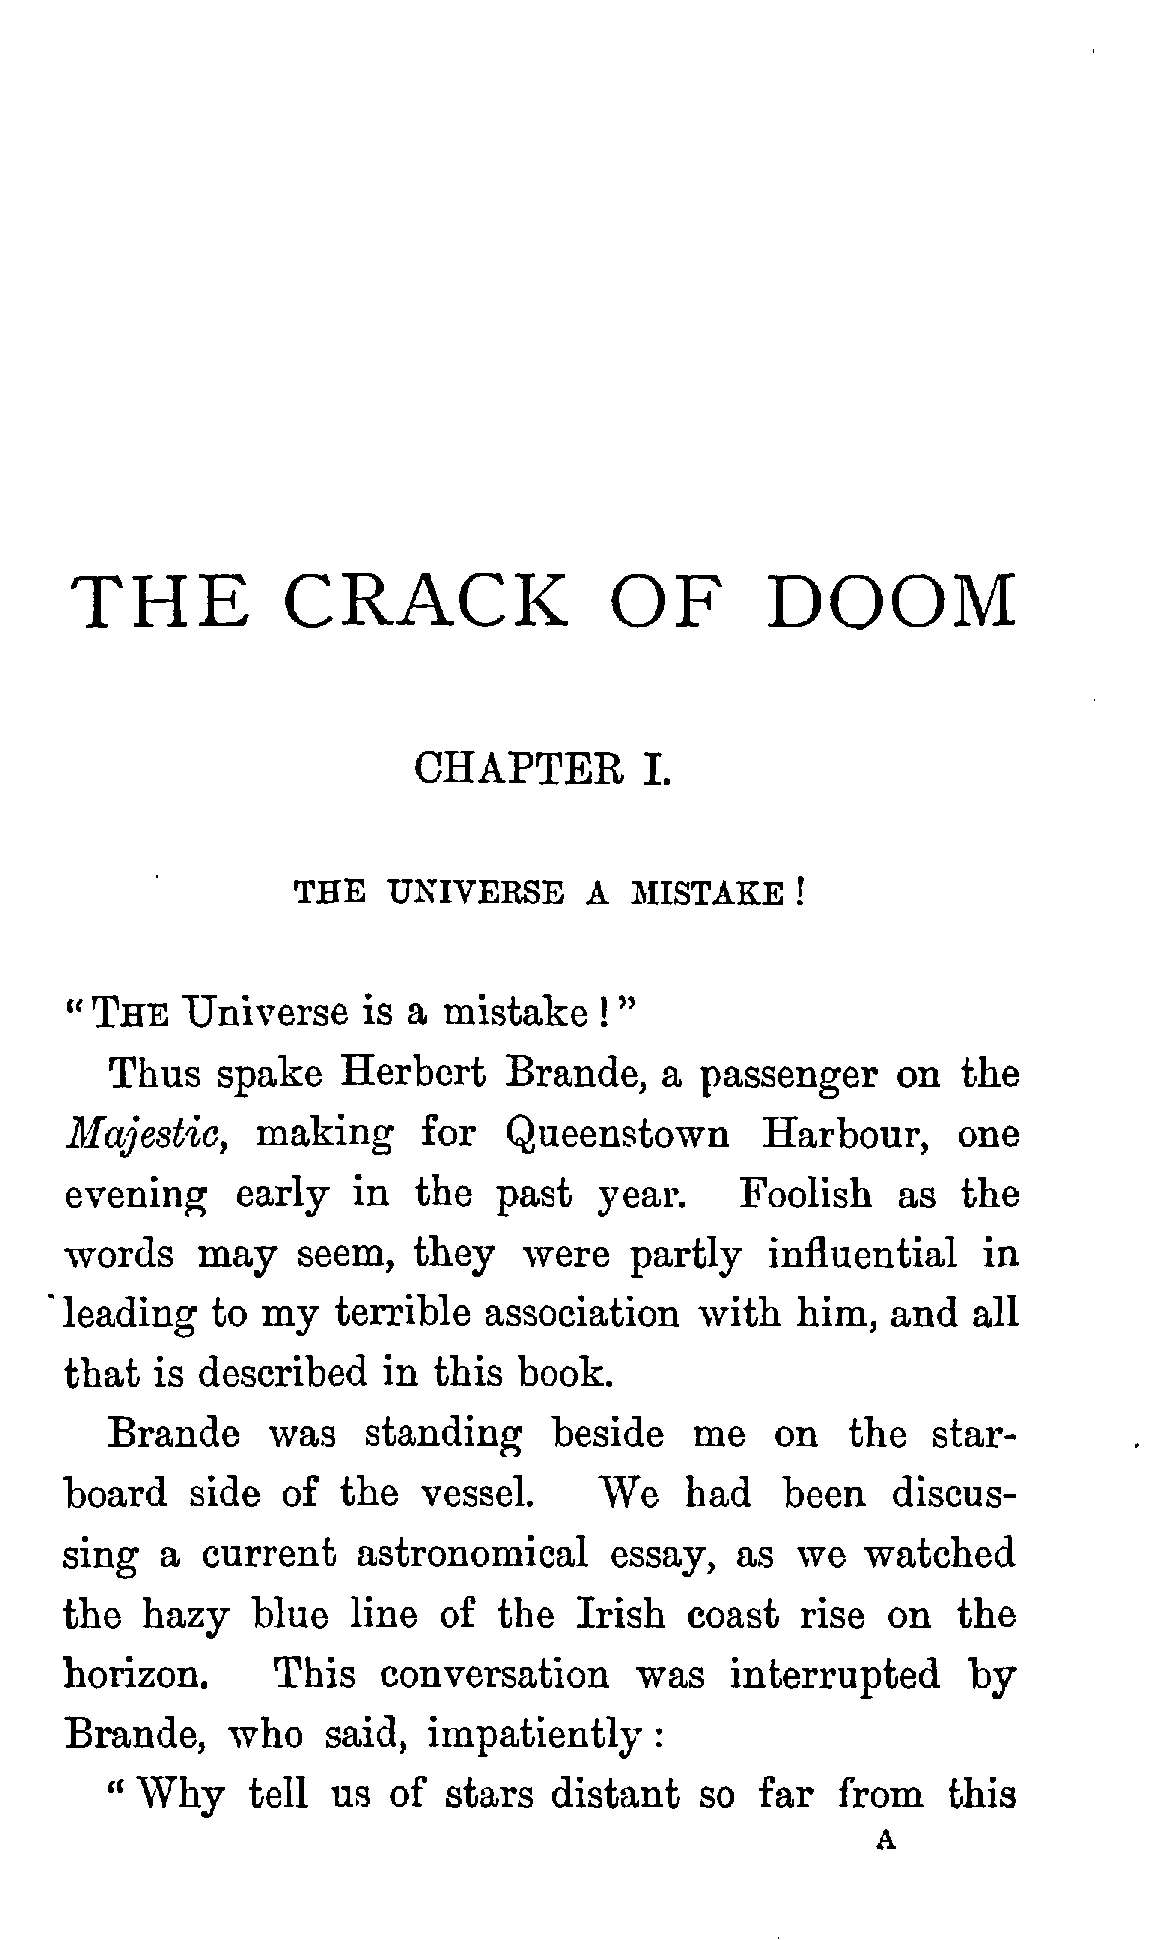 THE CRACK OF DOOM
CHAPTER I.
THE UNIVERSE A MISTAKE!
"THE Universe is a mistake!"
Thus spake Herbert Brande, a passenger on the
Majestic, making for Queenstown Harbour, one
evening early in the past year. Foolish as the
words may seem, they were partly influential in
leading to my terrible association with him, and all
that is described in this book.
Brande was standing beside me on the star-
board side of the vessel. We had been discus-
sing a current astronomical essay, as we watched
the hazy blue line of the Irish coast rise on the
horizon. This conversation was interrupted by
Brande, who said, impatiently:
"Why tell us of stars distant so far from this
A